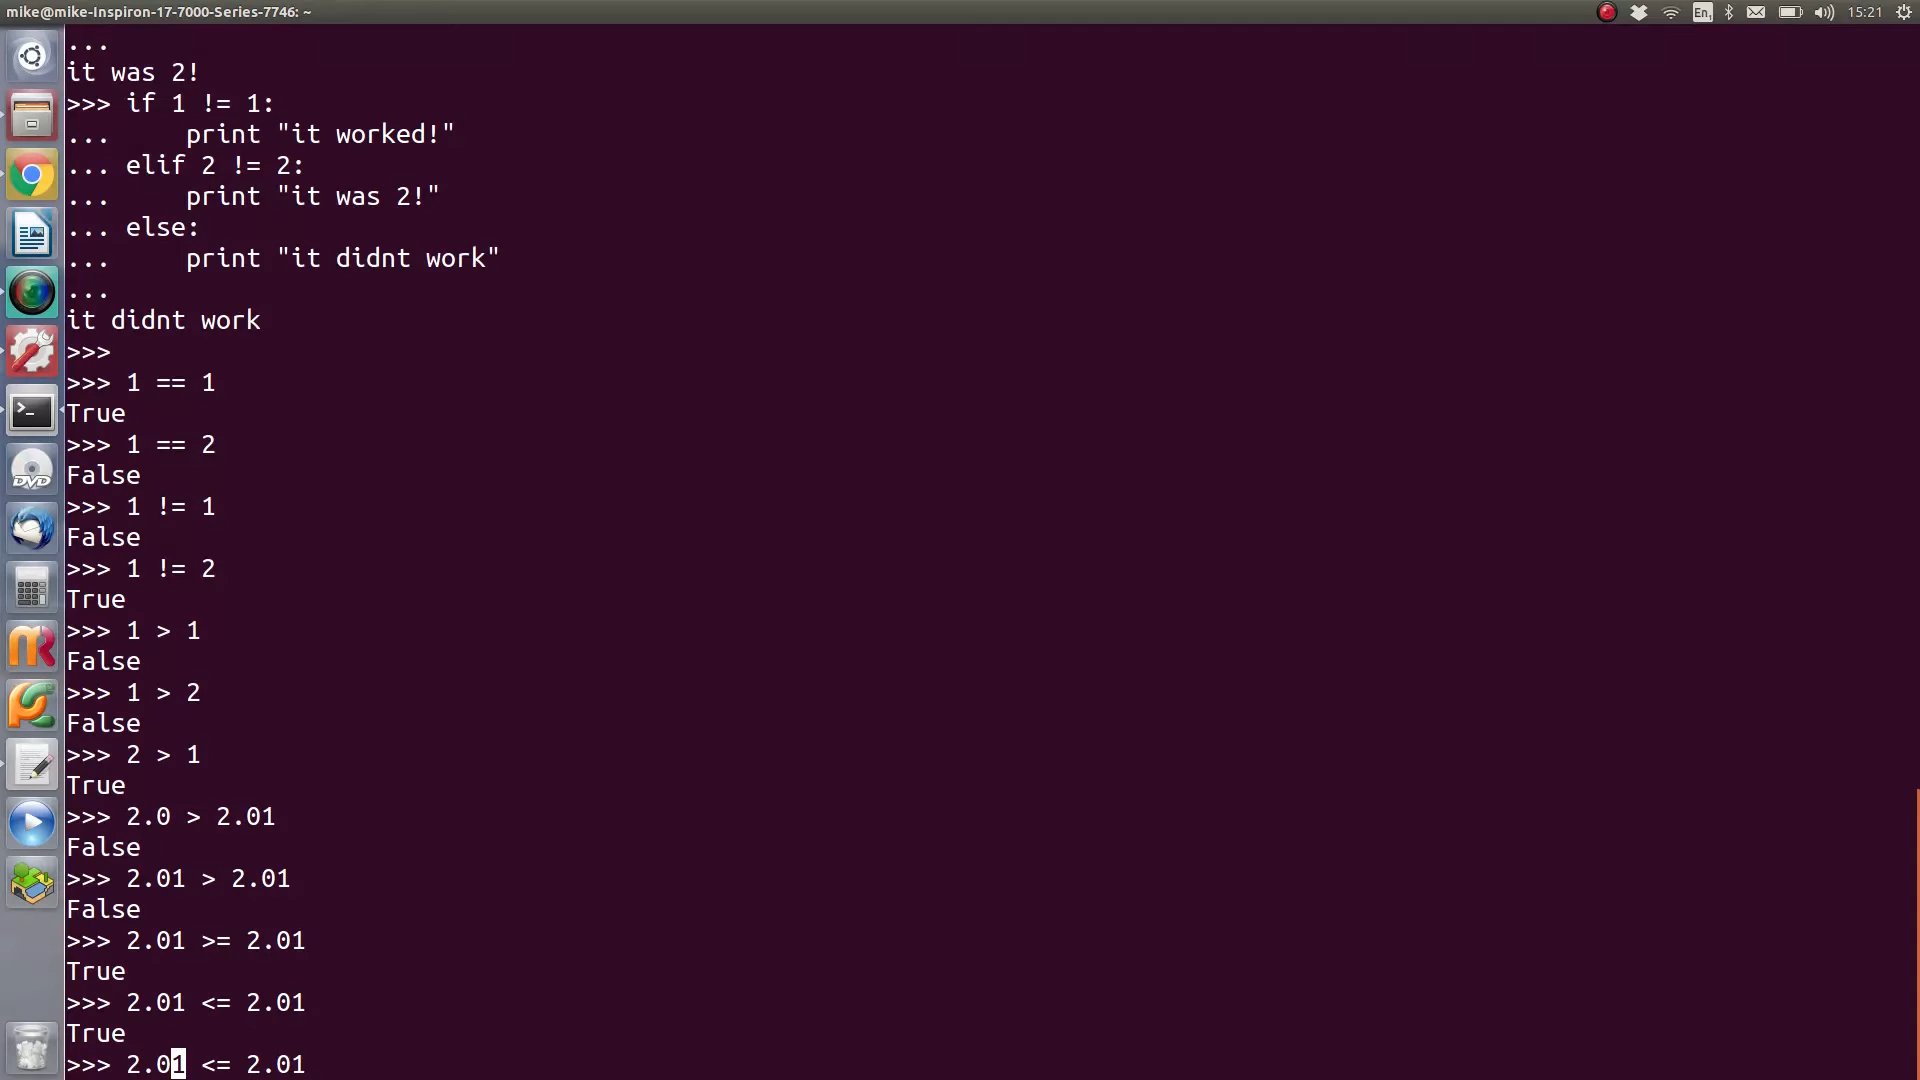 mike@mike-Inspiron-17-7000-Series-7746: ~
En1
15:21
...
it was 2!
>>> if 1 != 1:
...     print "it worked!"
... elif 2 != 2:
...     print "it was 2!"
... else:
...     print "it didnt work"
...
it didnt work
>>>
>>> 1 == 1
True
>>> 1 == 2
False
>>> 1 != 1
False
>>> 1 != 2
True
>>> 1 > 1
False
>>> 1 > 2
False
>>> 2 > 1
True
>>> 2.0 > 2.01
False
>>> 2.01 > 2.01
False
>>> 2.01 >= 2.01
True
>>> 2.01 <= 2.01
True
>>> 2.01 <= 2.01
DVD